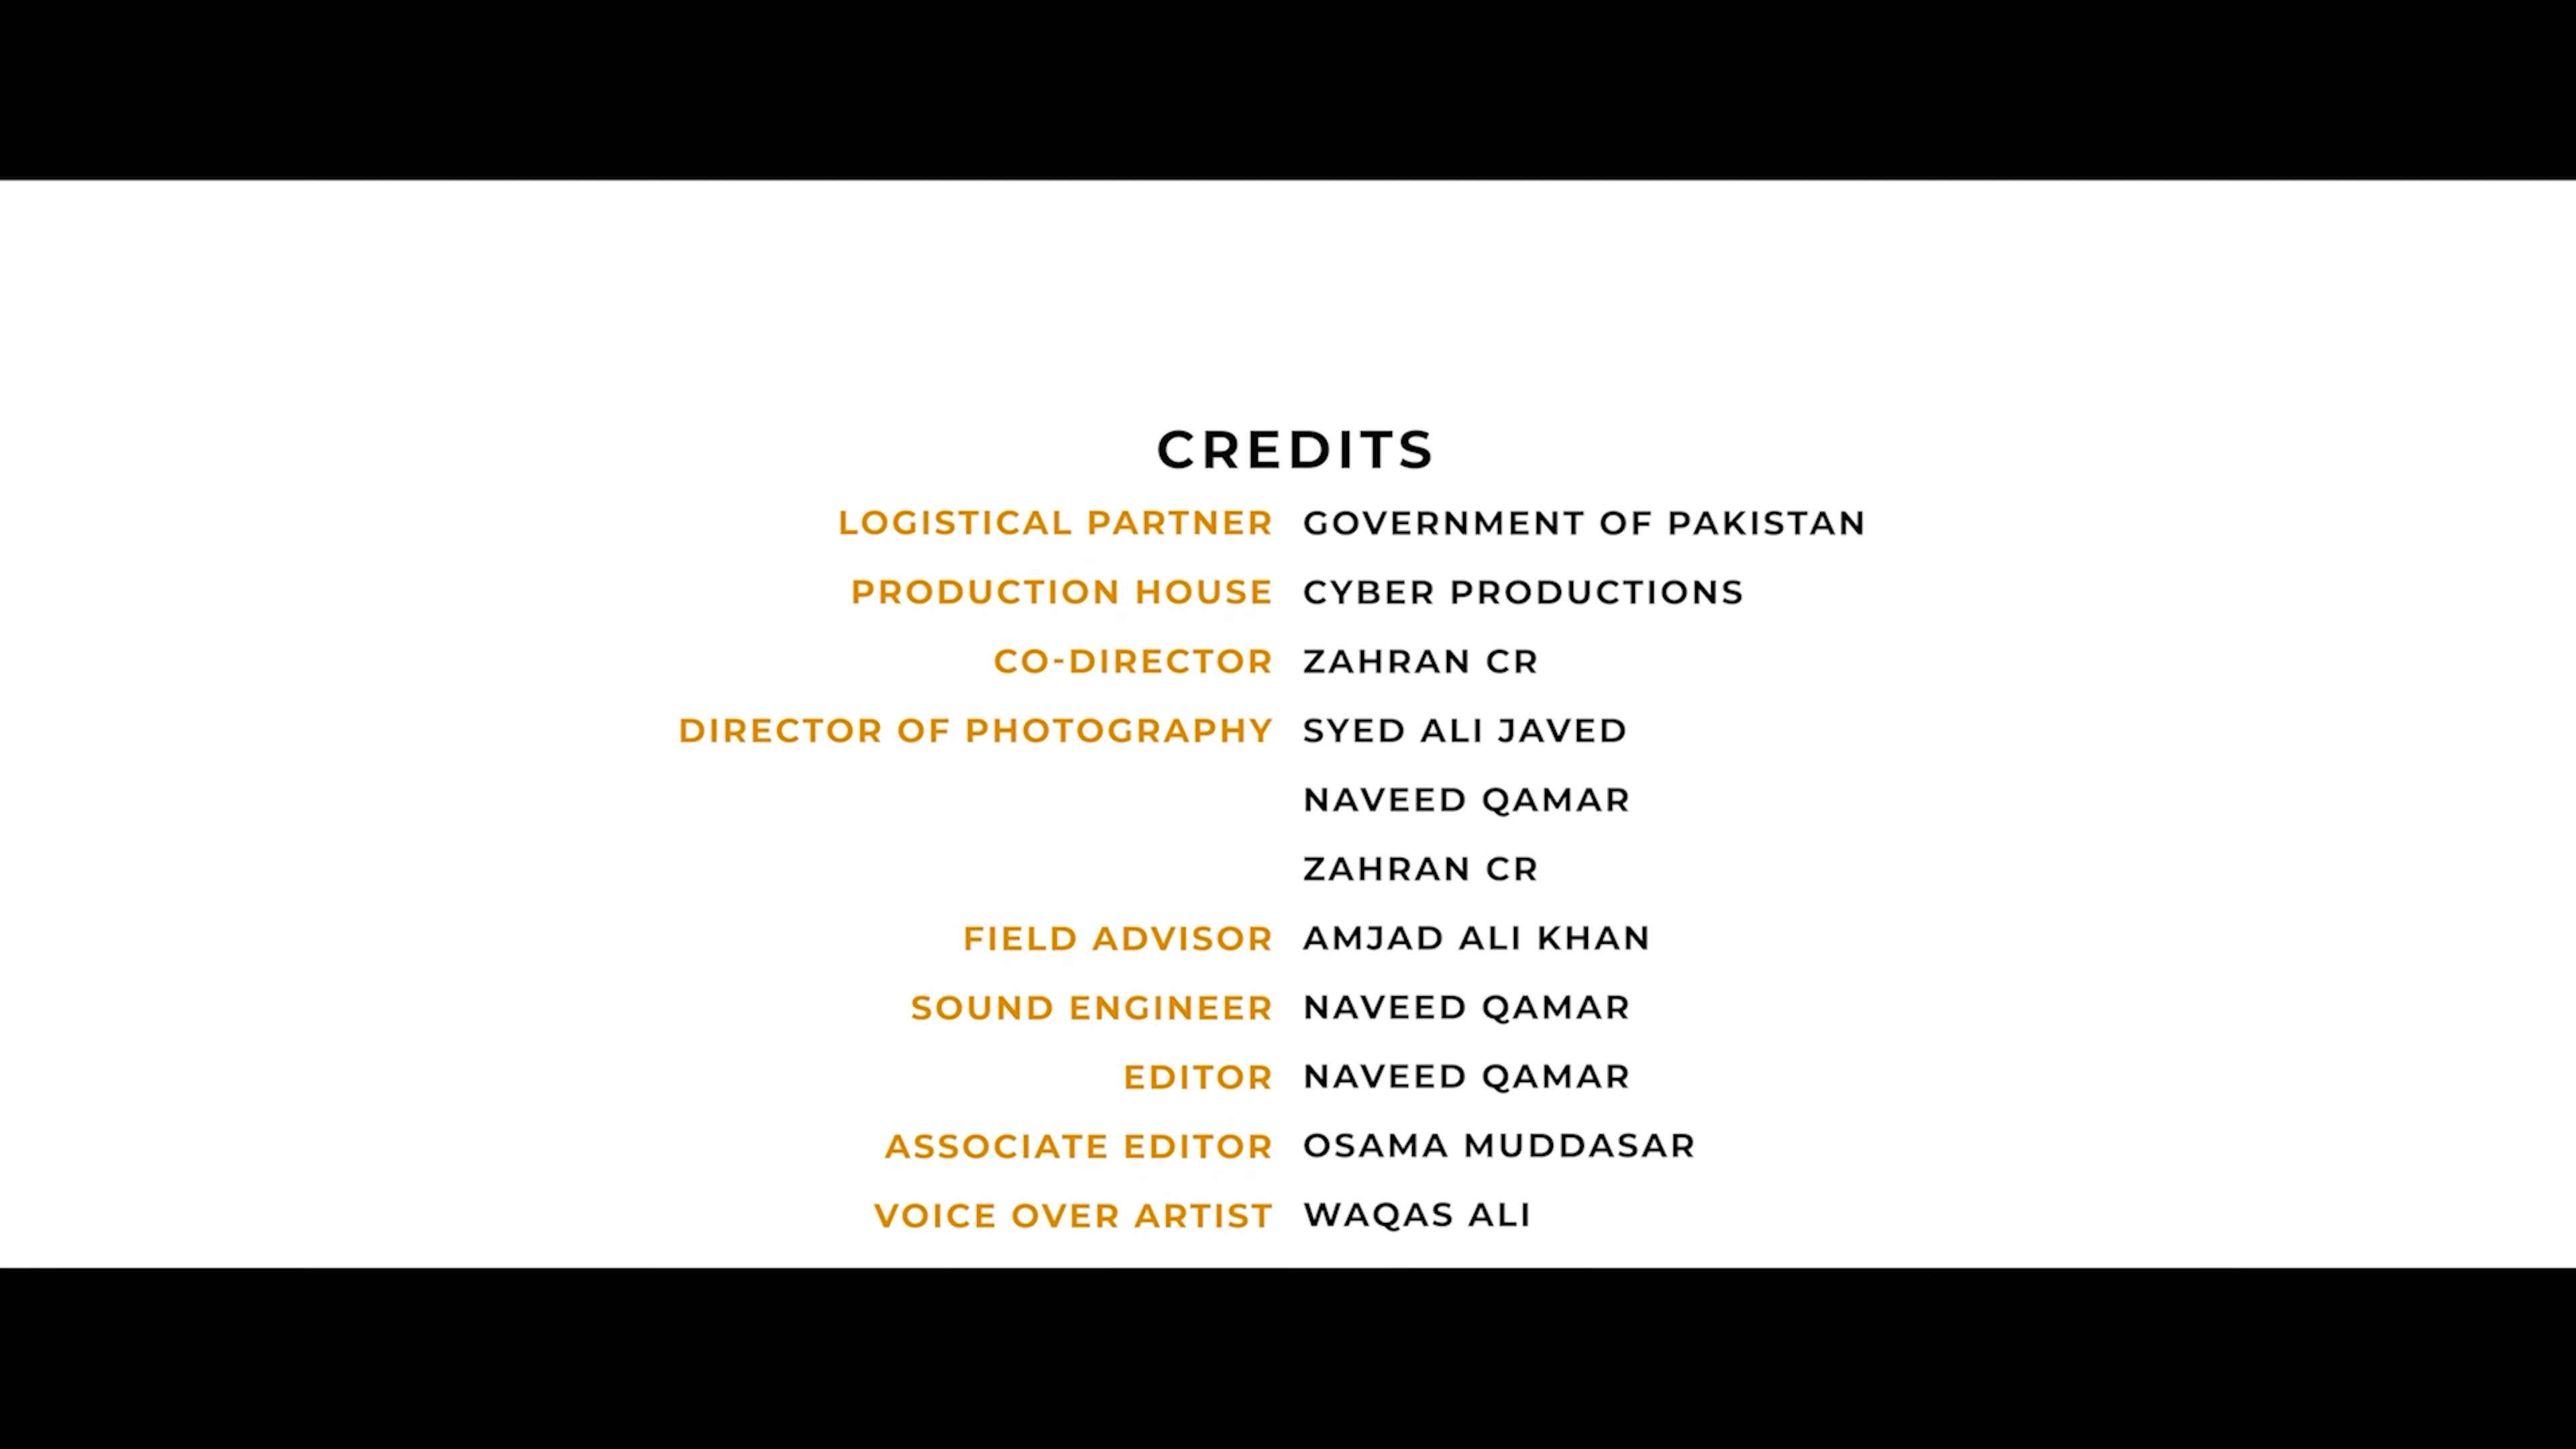 CREDITS
LOGISTICAL PARTNER GOVERNMENT OF PAKISTAN
PRODUCTION HOUSE CYBER PRODUCTIONS
CO-DIRECTOR ZAHRAN CR
DIRECTOR OF PHOTOGRAPHY SYED ALI JAVED
NAVEED QAMAR
ZAHRAN CR
FIELD ADVISOR AMJAD ALI KHAN
SOUND ENGINEER NAVEED QAMAR
EDITOR NAVEED QAMAR
ASSOCIATE EDITOR OSAMA MUDDASAR
VOICE OVER ARTIST WAQAS ALI